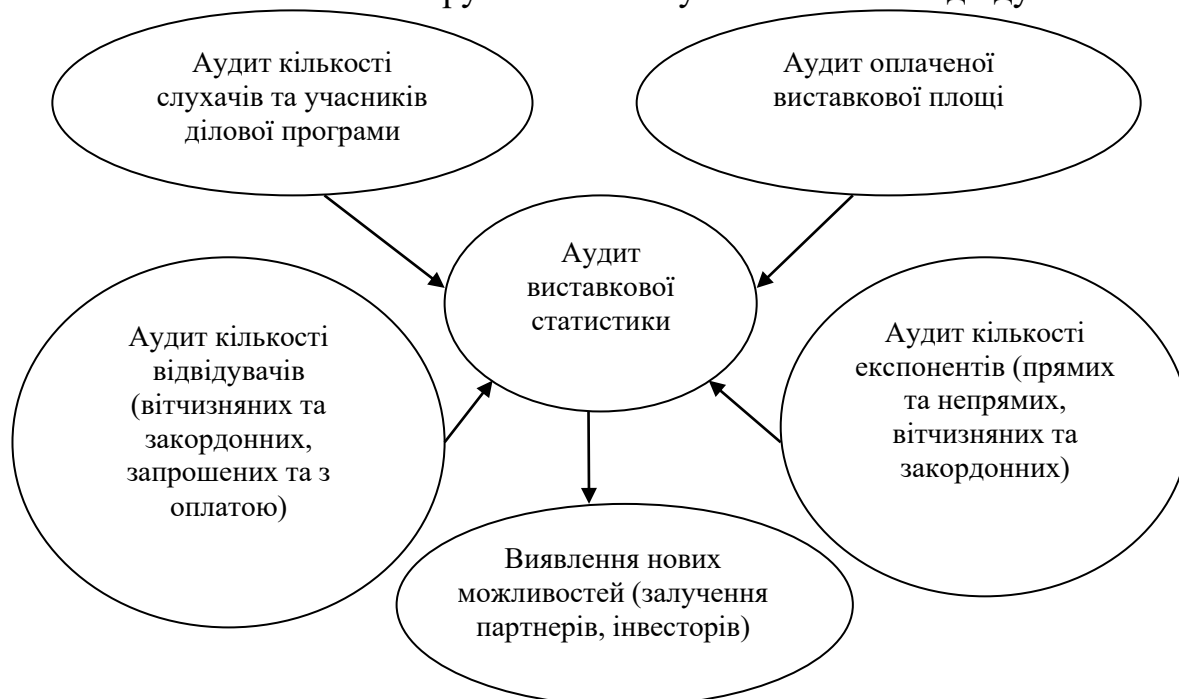 Аудит кількості
слухачів та учасників
ділової програми
Аудит оплаченої
виставкової площі
Аудит
виставкової
статистики
Аудит кількості
відвідувачів
(вітчизняних та
закордонних,
запрошених та з
оплатою)
Аудит кількості
експонентів (прямих
та непрямих,
вітчизняних та
закордонних)
Виявлення нових
можливостей (залучення
партнерів, інвесторів)